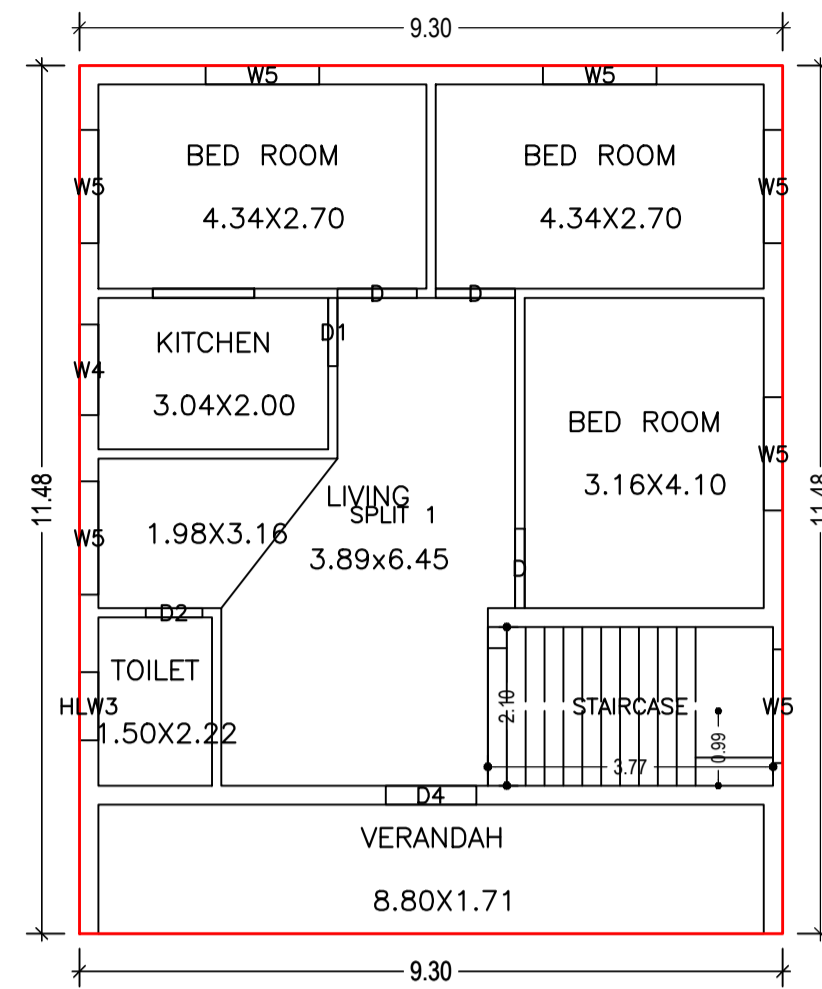 9.30
W5
W5
BED ROOM
BED ROOM
W5
W5
4.34X2.70
4.34X2.70
D
D
D1
KITCHEN
W4
3.04X2.00
BED ROOM
W5
3.16X4.10
11.48
11.48
LIVING
SPLIT 1
W5
1.98X3.16
3.89x6.45
D
D2
TOILET
HLW3
2.10
STAIRCASE
W5
1.50X2.22
0.99
3.77
D4
VERANDAH
8.80X1.71
9.30